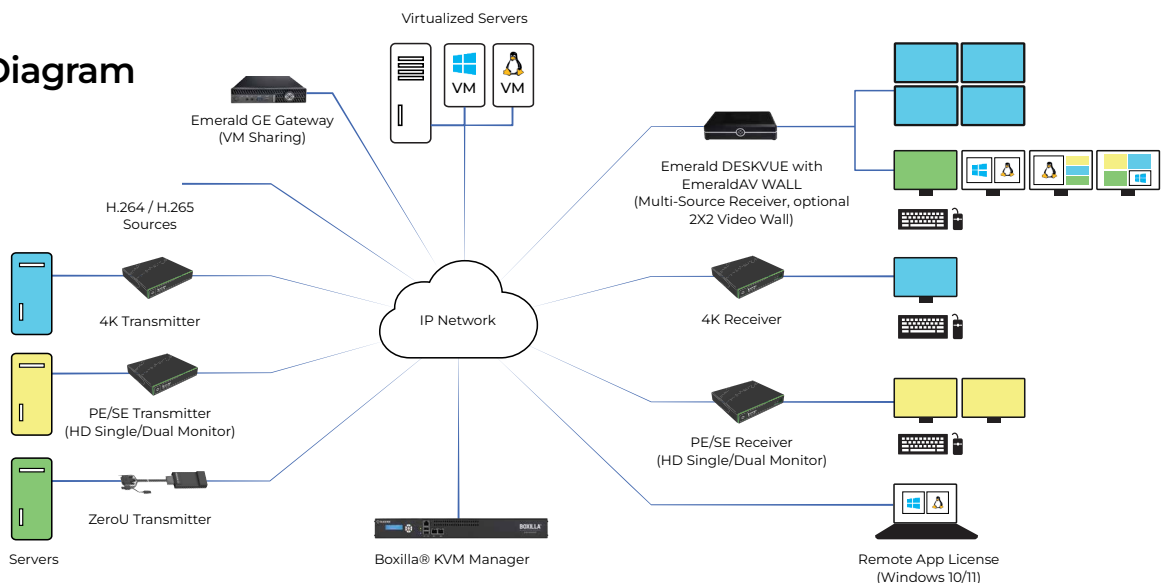 Diagram
Virtualized Servers
VM
VM
Emerald GE Gateway
(VM Sharing)
H.264 / H.265
Sources
Emerald DESKVUE with
EmeraldAV WALL
(Multi-Source Receiver, optional
2X2 Video Wall)
4K Transmitter
IP Network
4K Receiver
PE/SE Transmitter
(HD Single/Dual Monitor)
PE/SE Receiver
(HD Single/Dual Monitor)
ZeroU Transmitter
BOXILLA
Servers
Boxilla® KVM Manager
Remote App License
(Windows 10/11)